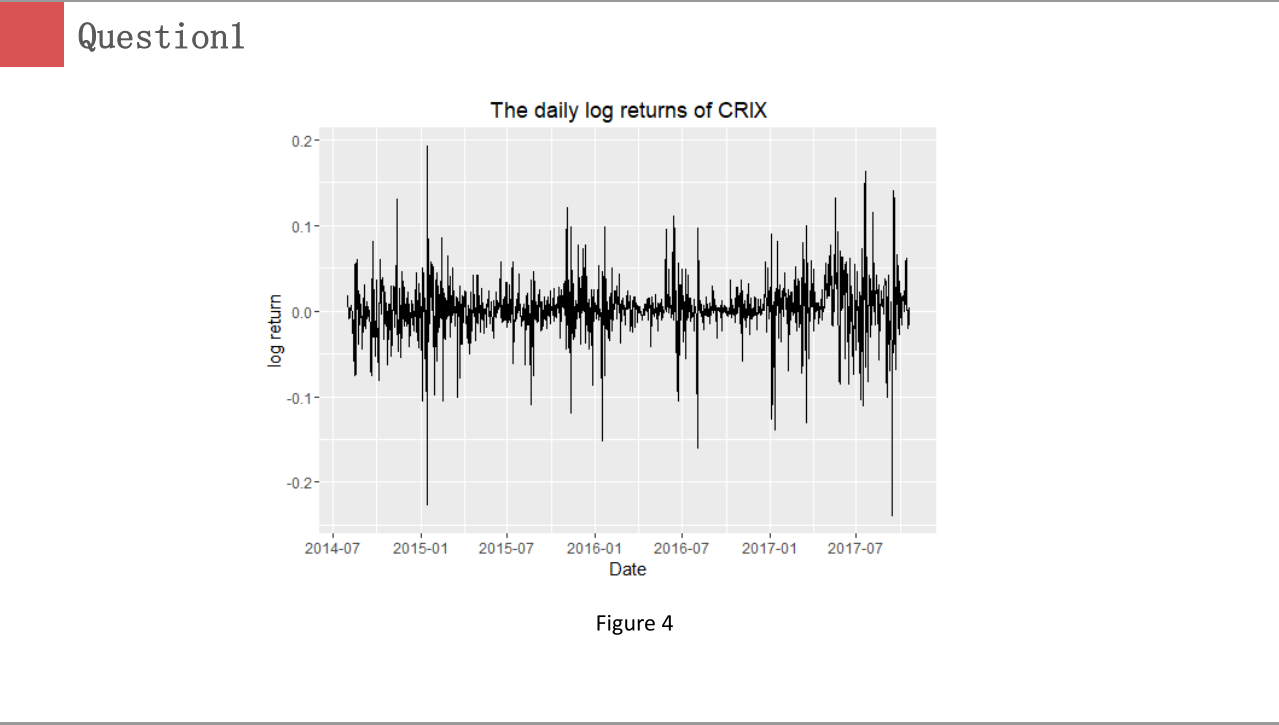 Question1
The daily log returns of CRIX
0.2
0.1
0.0
-0.1
-0.2
log return
2014-07 2015-01 2015-07 2016-01 2016-07 2017-01 2017-07
Date
Figure 4